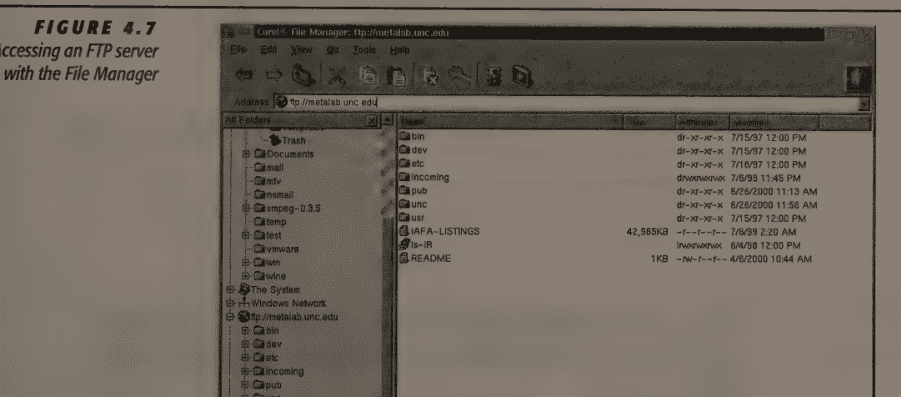 FIGURE 4.7
Accessing an FTP server
with the File Manager
Corel® File Manager: ftp://metalab.unc.edu
File Edit View Go Tools Help
Address ftp://metalab.unc.edu
All Folders X Name Size Attributes Modified
Trash
Documents
mail
mtv
nsmail
smpeg-0.3.5
temp
test
vmware
win
wine
The System
Windows Network
ftp://metalab.unc.edu
bin
dev
etc
incoming
pub
bin dr-xr-xr-x 7/15/97 12:00 PM
dev dr-xr-xr-x 7/15/97 12:00 PM
etc dr-xr-xr-x 7/16/97 12:00 PM
incoming drwxrwxrwx 7/6/99 11:45 PM
pub dr-xr-xr-x 6/26/2000 11:13 AM
unc dr-xr-xr-x 6/26/2000 11:56 AM
usr dr-xr-xr-x 7/15/97 12:00 PM
IAFA-LISTINGS 42,985KB -r--r--r-- 7/6/99 2:20 AM
ls-lR lrwxrwxrwx 6/4/98 12:00 PM
README 1KB -rw-r--r-- 4/6/2000 10:44 AM